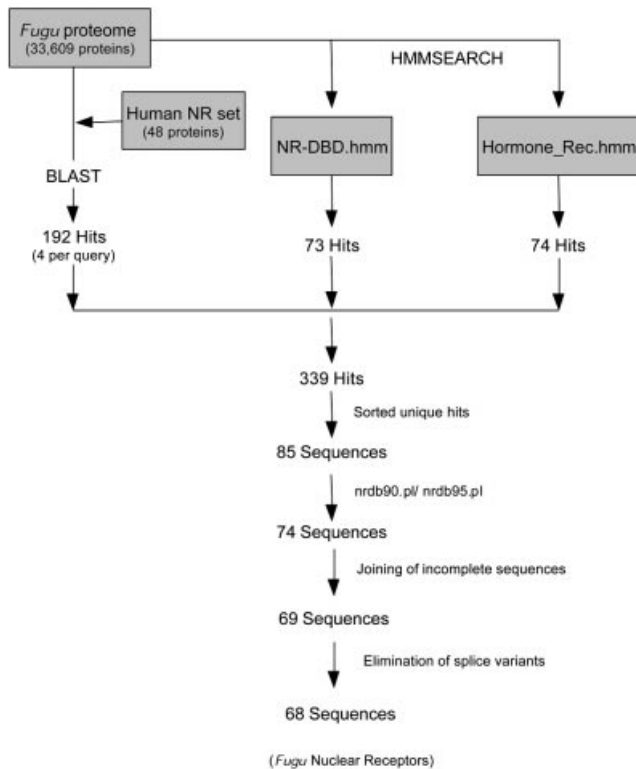 Fugu proteome
(33,609 proteins)
HMMSEARCH
Human NR set
(48 proteins)
NR-DBD.hmm
Hormone_Rec.hmm
BLAST
192 Hits
(4 per query)
73 Hits
74 Hits
339 Hits
Sorted unique hits
85 Sequences
nrdb90.pl/ nrdb95.pl
74 Sequences
Joining of incomplete sequences
69 Sequences
Elimination of splice variants
68 Sequences
(Fugu Nuclear Receptors)